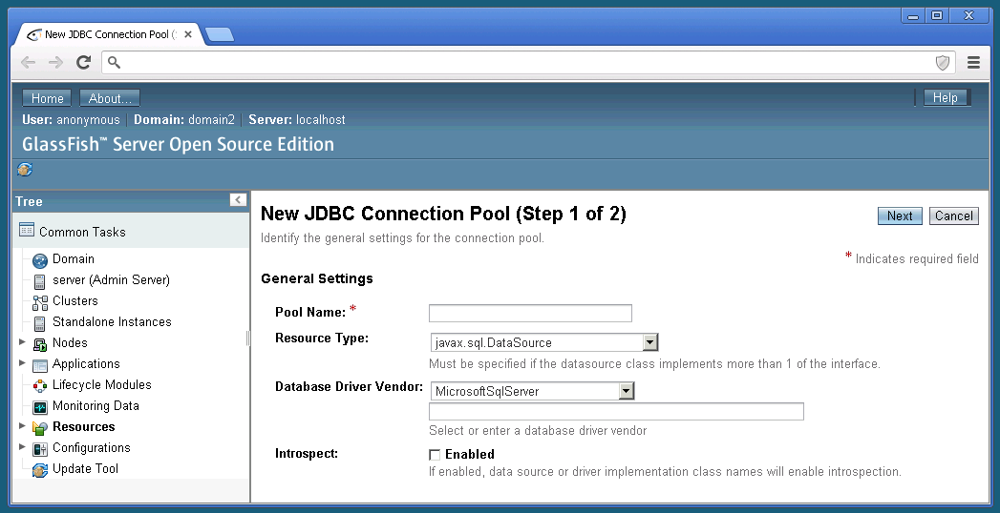 New JDBC Connection Pool (
Home About...
Help
User: anonymous Domain: domain2 Server: localhost
GlassFish™ Server Open Source Edition
Tree
Common Tasks
Domain
server (Admin Server)
Clusters
Standalone Instances
Nodes
Applications
Lifecycle Modules
Monitoring Data
Resources
Configurations
Update Tool
New JDBC Connection Pool (Step 1 of 2)
Next Cancel
Identify the general settings for the connection pool.
* Indicates required field
General Settings
Pool Name: *
Resource Type: javax.sql.DataSource
Must be specified if the datasource class implements more than 1 of the interface.
Database Driver Vendor: MicrosoftSqlServer
Select or enter a database driver vendor
Introspect: Enabled
If enabled, data source or driver implementation class names will enable introspection.